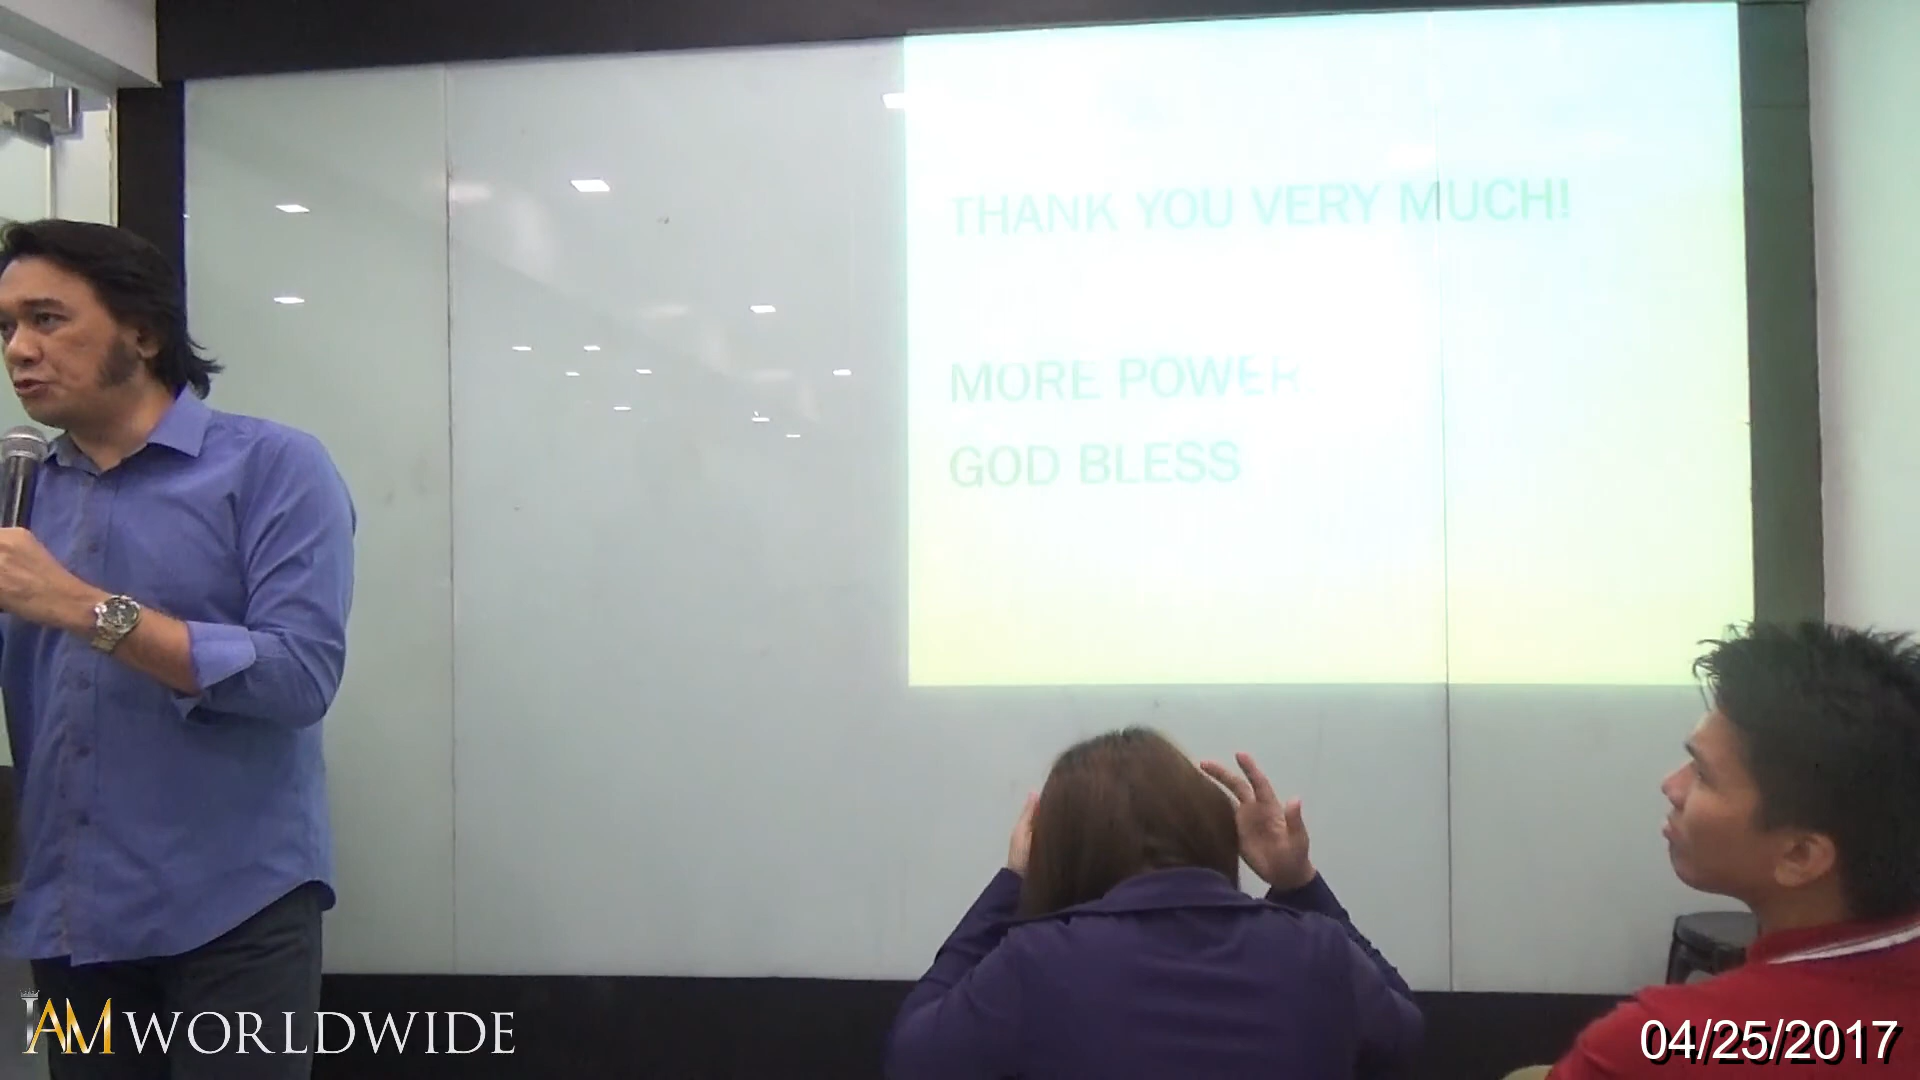 THANK YOU VERY MUCH!
MORE POWER.
GOD BLESS
IAM WORLDWIDE
04/25/2017